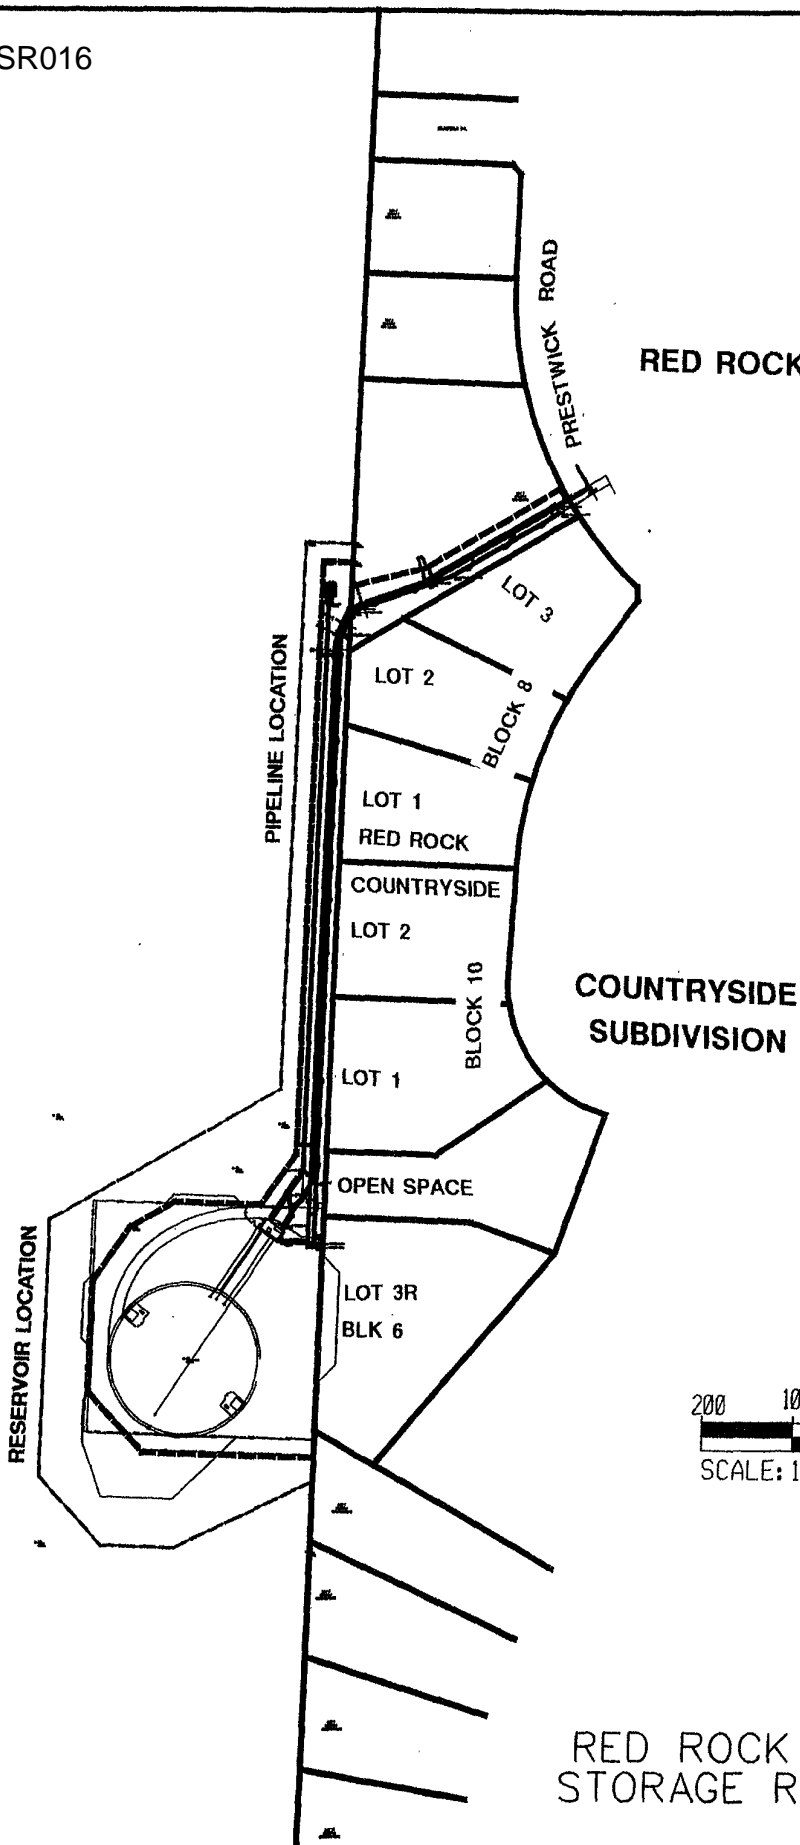 SR016
PRESTWICK ROAD
RED ROCK
LOT 3
PIPELINE LOCATION
LOT 2
BLOCK 8
LOT 1
RED ROCK
COUNTRYSIDE
LOT 2
BLOCK 10
COUNTRYSIDE
SUBDIVISION
LOT 1
OPEN SPACE
RESERVOIR LOCATION
LOT 3R
BLK 6
200 10
SCALE: 1
RED ROCK
STORAGE R